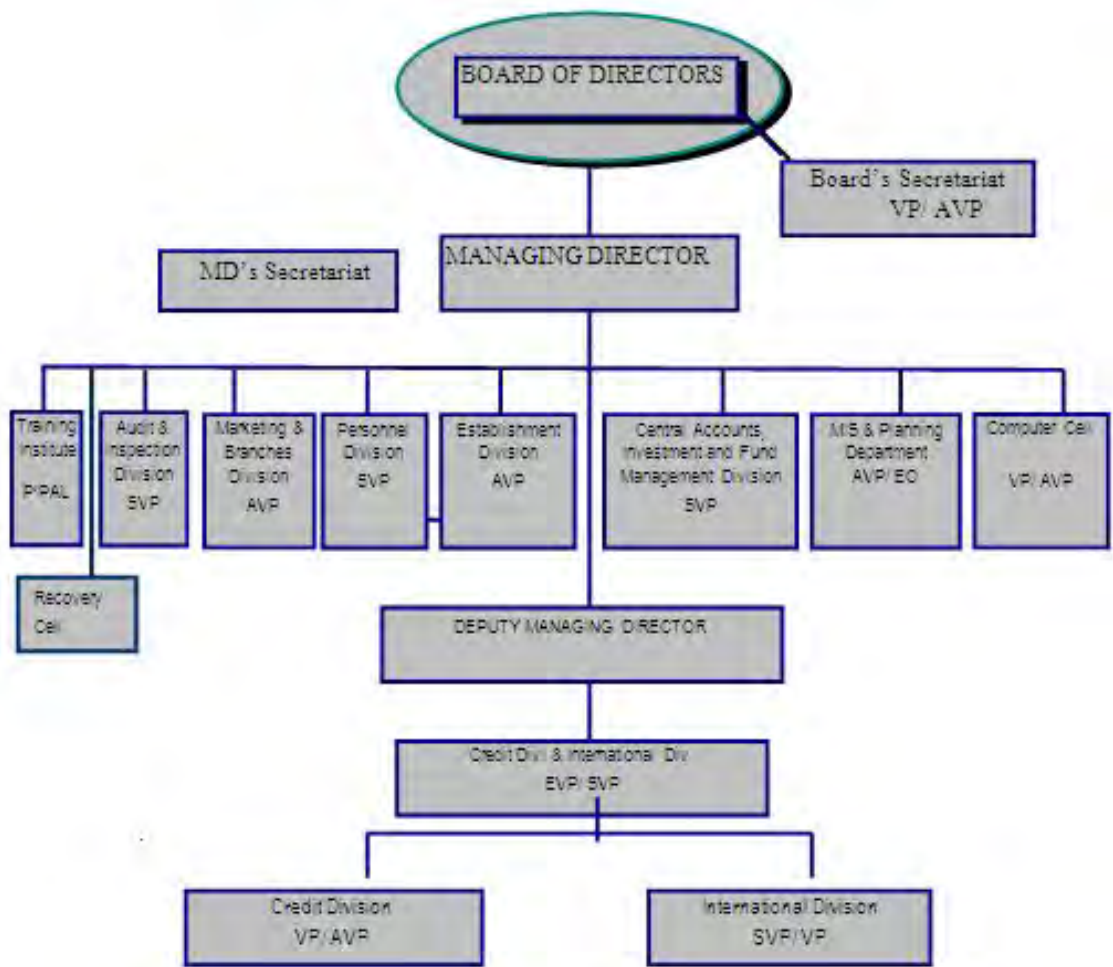 BOARD OF DIRECTORS
Board's Secretariat
VP/ AVP
MD's Secretariat
MANAGING DIRECTOR
Training
Institute
P'PAL
Audit &
Inspection
Division
SVP
Marketing &
Branches
Division
AVP
Personnel
Division
SVP
Establishment
Division
AVP
Central Accounts,
Investment and Fund
Management Division
SVP
MIS & Planning
Department
AVP/ EO
Computer Cell
VP/ AVP
Recovery
Cell
DEPUTY MANAGING DIRECTOR
Credit Divi. & International Div
EVP/ SVP
Credit Division
VP/ AVP
International Division
SVP/ VP